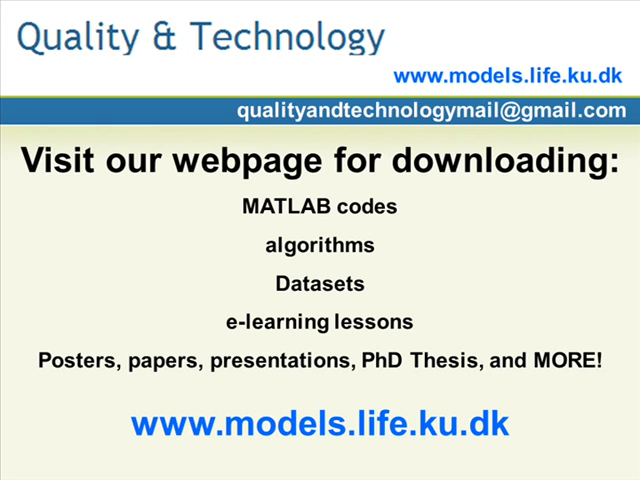 Quality & Technology
www.models.life.ku.dk
qualityandtechnologymail@gmail.com
Visit our webpage for downloading:
MATLAB codes
algorithms
Datasets
e-learning lessons
Posters, papers, presentations, PhD Thesis, and MORE!
www.models.life.ku.dk